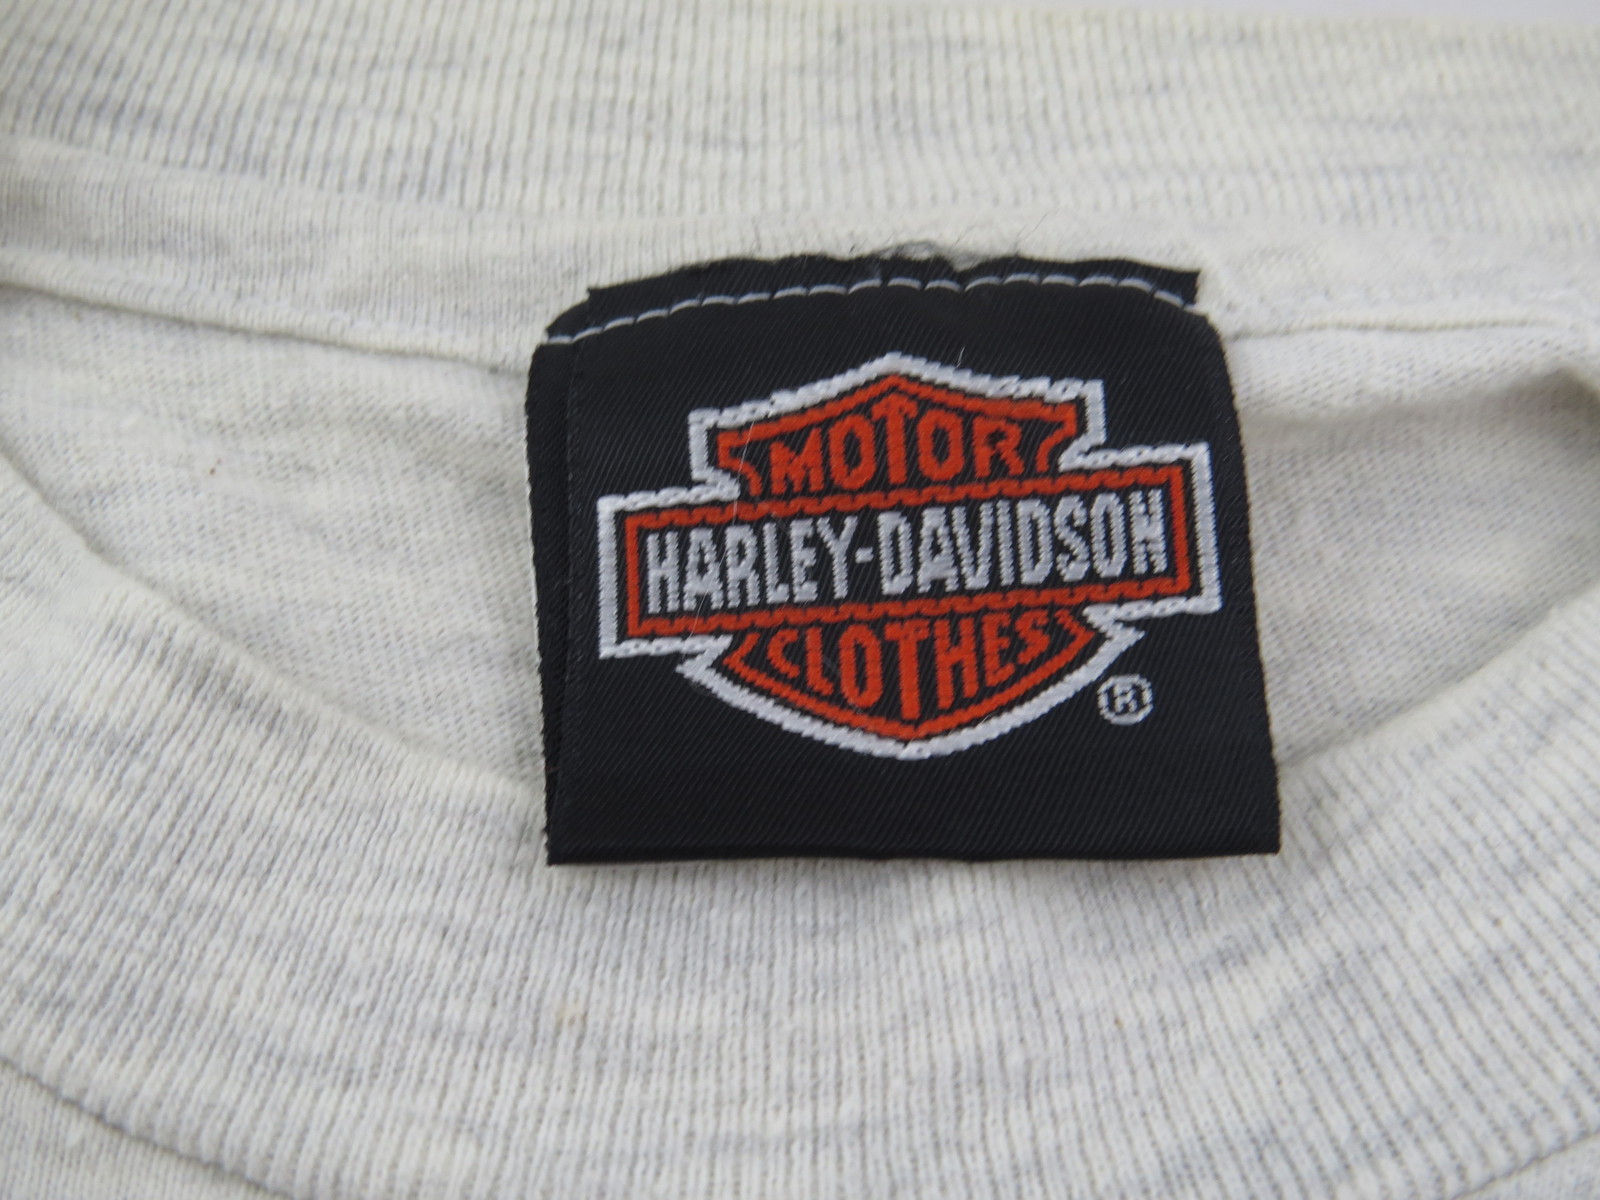 MOTOR
HARLEY-DAVIDSON
CLOTHES
®